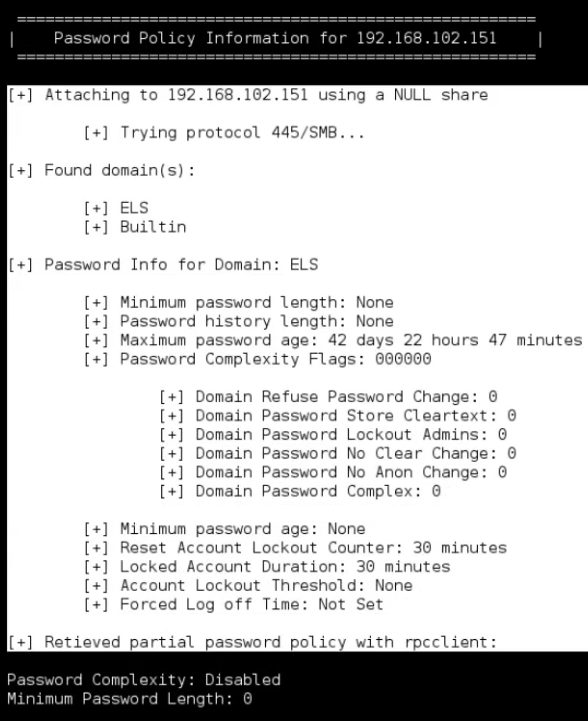 ====================================================
|    Password Policy Information for 192.168.102.151    |
====================================================
[+] Attaching to 192.168.102.151 using a NULL share
[+] Trying protocol 445/SMB...
[+] Found domain(s):
[+] ELS
[+] Builtin
[+] Password Info for Domain: ELS
[+] Minimum password length: None
[+] Password history length: None
[+] Maximum password age: 42 days 22 hours 47 minutes
[+] Password Complexity Flags: 000000
[+] Domain Refuse Password Change: 0
[+] Domain Password Store Cleartext: 0
[+] Domain Password Lockout Admins: 0
[+] Domain Password No Clear Change: 0
[+] Domain Password No Anon Change: 0
[+] Domain Password Complex: 0
[+] Minimum password age: None
[+] Reset Account Lockout Counter: 30 minutes
[+] Locked Account Duration: 30 minutes
[+] Account Lockout Threshold: None
[+] Forced Log off Time: Not Set
[+] Retieved partial password policy with rpcclient:
Password Complexity: Disabled
Minimum Password Length: 0